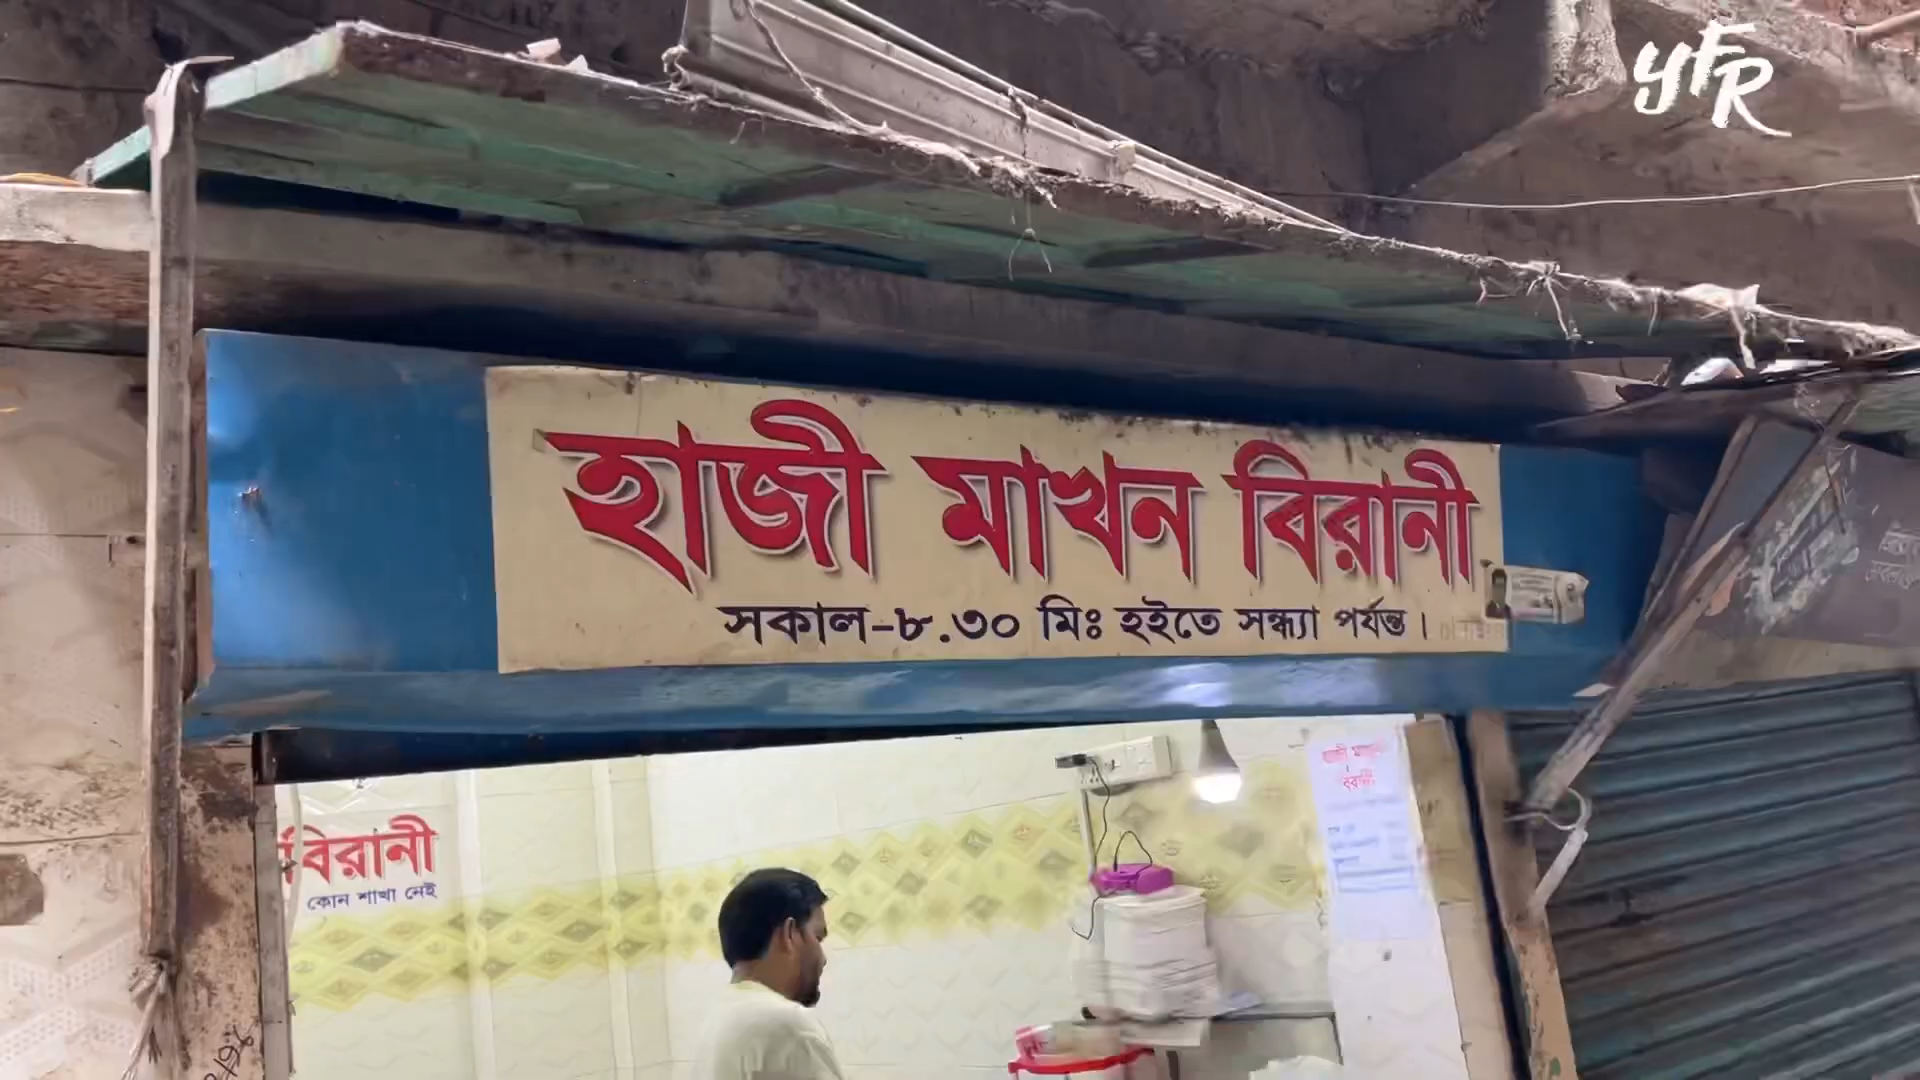 YFR
হাজী মাখন বিরানী
সকাল-৮.৩০ মিঃ হইতে সন্ধ্যা পর্যন্ত।
বিরানী
কোন শাখা নেই